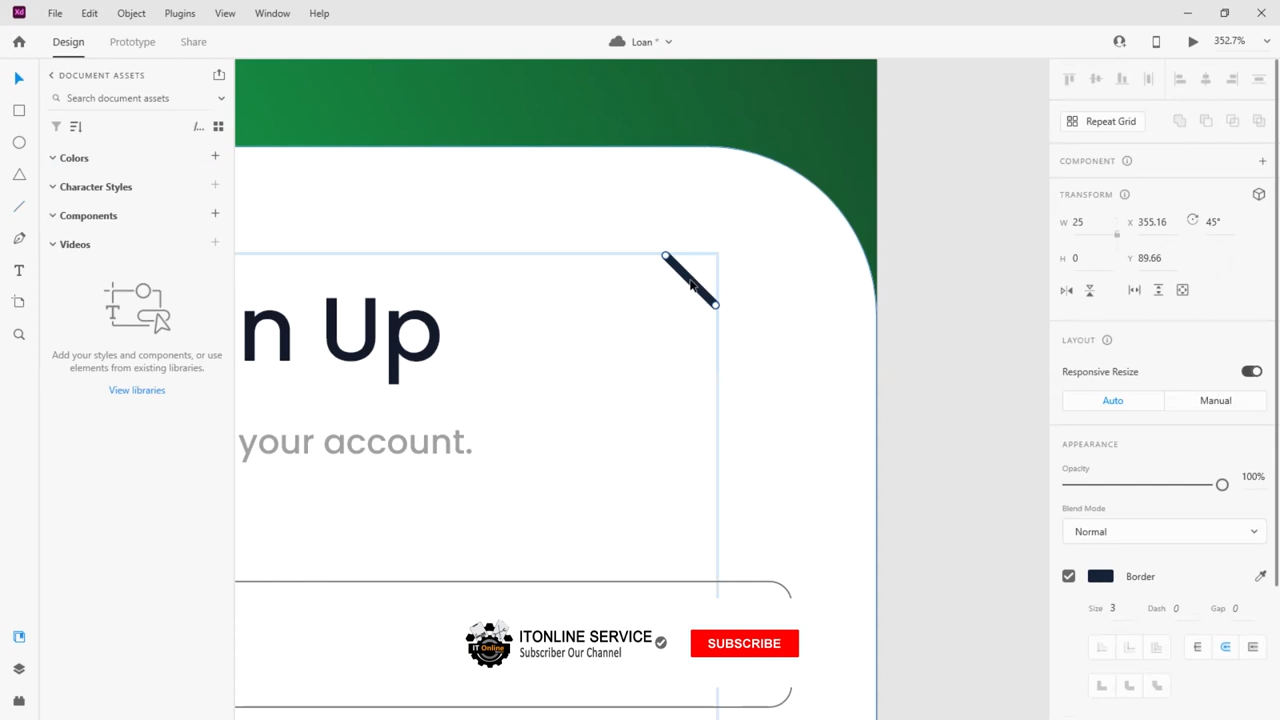 Xd File Edit Object Plugins View Window Help
Design Prototype Share Loan * 352.7%
DOCUMENT ASSETS
Search document assets
Colors
Character Styles
Components
Videos
Add your styles and components, or use
elements from existing libraries.
View libraries
n Up
your account.
IT Online
ITONLINE SERVICE
Subscriber Our Channel
SUBSCRIBE
Repeat Grid
COMPONENT
TRANSFORM
W 25 X 355.16 45°
H 0 Y 89.66
LAYOUT
Responsive Resize
Auto Manual
APPEARANCE
Opacity
100%
Blend Mode
Normal
Border
Size 3 Dash 0 Gap 0